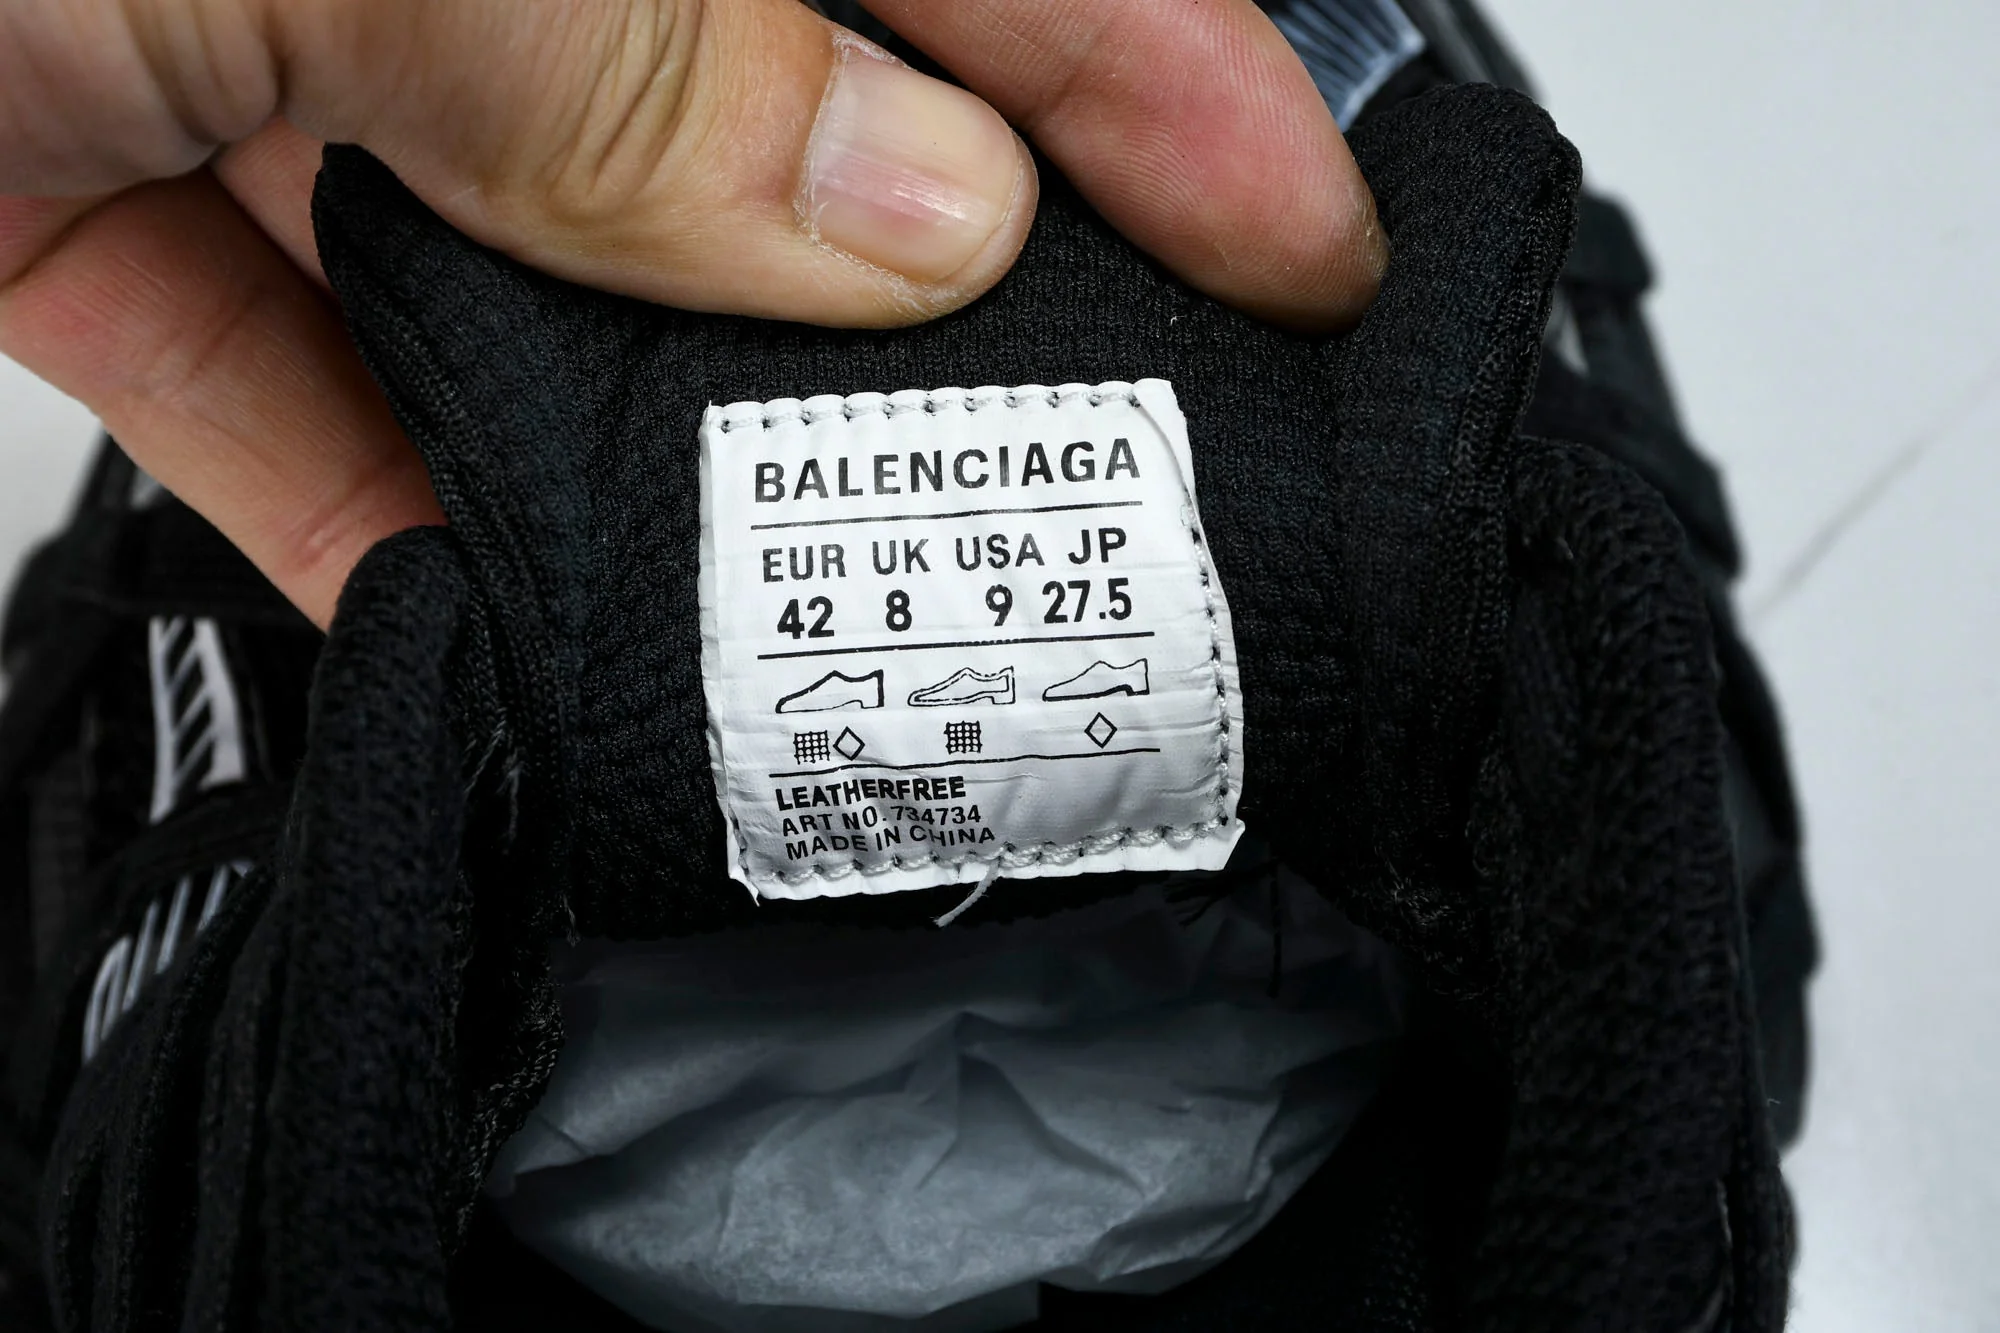 BALENCIAGA
EUR UK USA JP
42 8 9 27.5
LEATHERFREE
ART NO. 734734
MADE IN CHINA